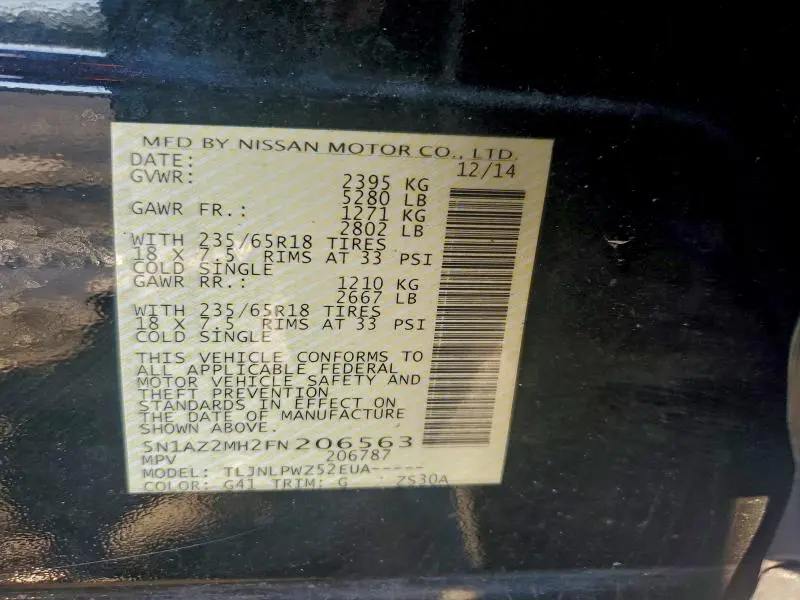 MFD BY NISSAN MOTOR CO., LTD.
DATE: 12/14
GVWR: 2395 KG
5280 LB
GAWR FR.: 1271 KG
2802 LB
WITH 235/65R18 TIRES
18 X 7.5 RIMS AT 33 PSI
COLD SINGLE
GAWR RR.: 1210 KG
2667 LB
WITH 235/65R18 TIRES
18 X 7.5 RIMS AT 33 PSI
COLD SINGLE
THIS VEHICLE CONFORMS TO
ALL APPLICABLE FEDERAL
MOTOR VEHICLE SAFETY AND
THEFT PREVENTION
STANDARDS IN EFFECT ON
THE DATE OF MANUFACTURE
SHOWN ABOVE.
5N1AZ2MH2FN206563
MPV 206787
MODEL: TLJNLPWZ52EUA-----
COLOR: G41 TRIM: G ZS30A